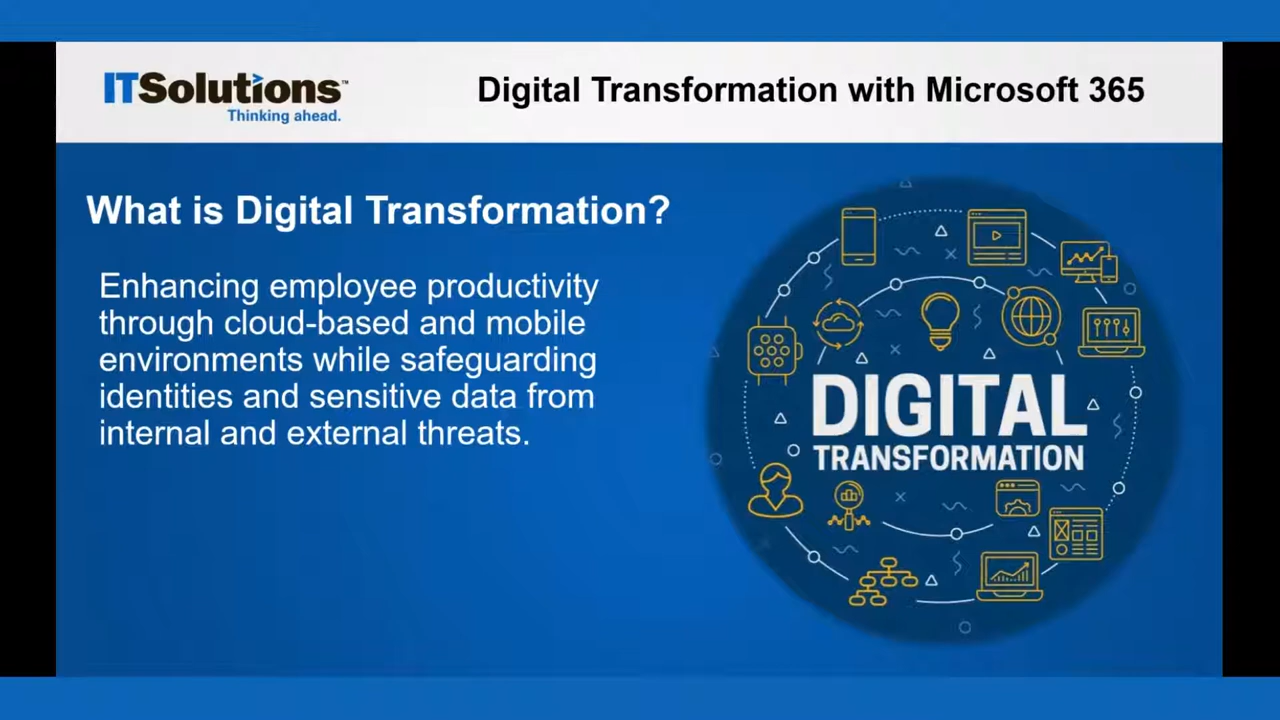 ITSolutions™
Thinking ahead.
Digital Transformation with Microsoft 365
What is Digital Transformation?
Enhancing employee productivity
through cloud-based and mobile
environments while safeguarding
identities and sensitive data from
internal and external threats.
DIGITAL
TRANSFORMATION